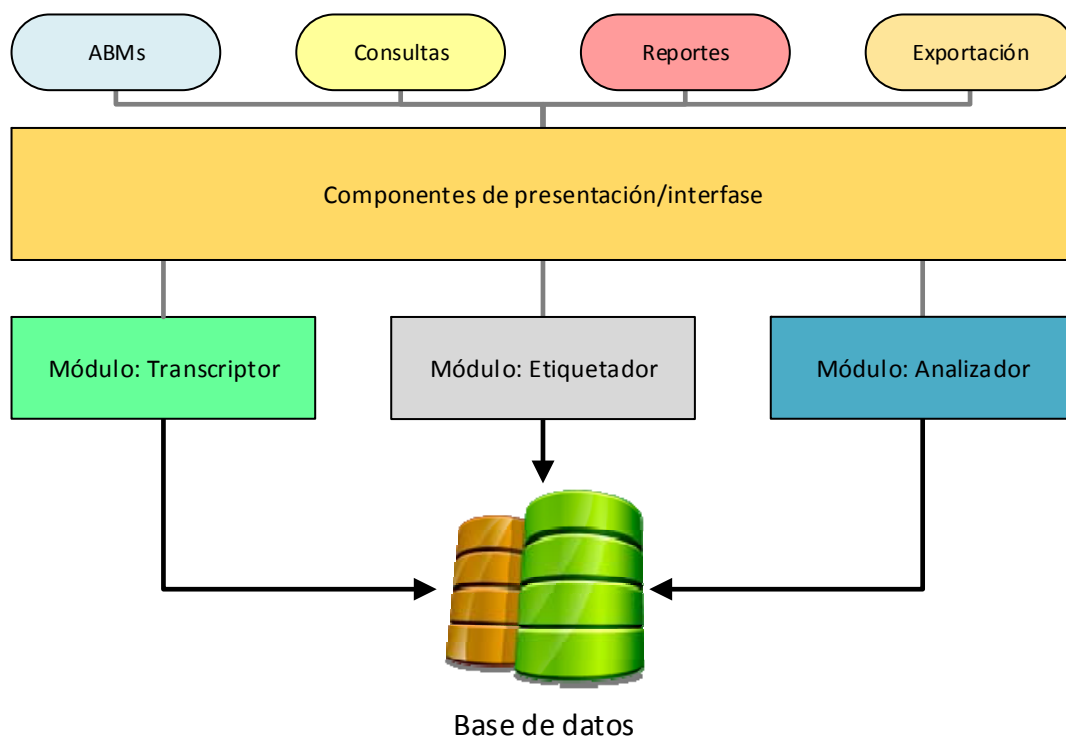 ABMs
Consultas
Reportes
Exportación
Componentes de presentación/interfase
Módulo: Transcriptor
Módulo: Etiquetador
Módulo: Analizador
Base de datos